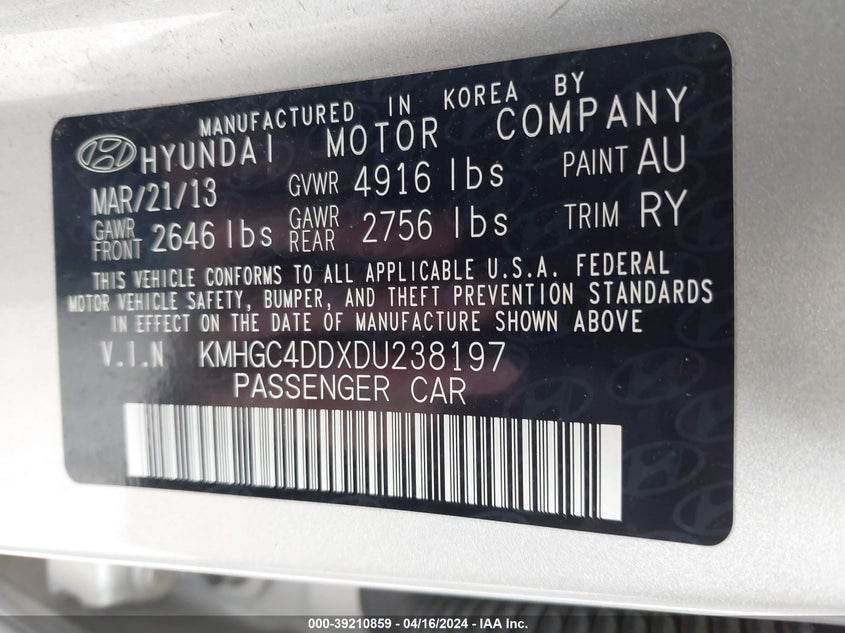 MANUFACTURED IN KOREA BY
HYUNDAI MOTOR COMPANY
MAR/21/13 GVWR 4916 lbs PAINT AU
GAWR FRONT 2646 lbs GAWR REAR 2756 lbs TRIM RY
THIS VEHICLE CONFORMS TO ALL APPLICABLE U.S.A. FEDERAL
MOTOR VEHICLE SAFETY, BUMPER, AND THEFT PREVENTION STANDARDS
IN EFFECT ON THE DATE OF MANUFACTURE SHOWN ABOVE
V.I.N KMHGC4DDXDU238197
PASSENGER CAR
000-39210859 - 04/16/2024 - IAA, Inc.